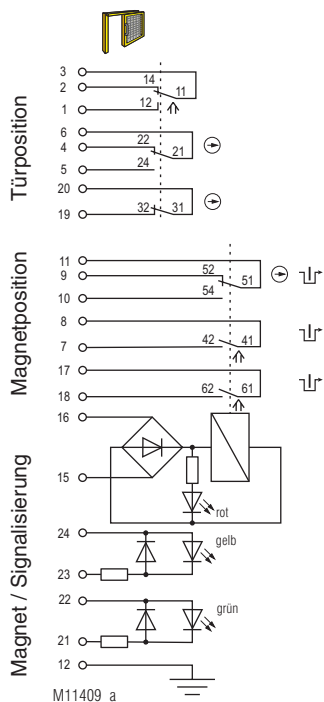 Türposition
3
2 14
11
1 12
6
4 22
21
5 24
20
19 32 31
Magnetposition
11
9 52
51
10 54
8
7 42 41
17
18 62 61
Magnet / Signalisierung
16
15
rot
24
gelb
23
22
grün
21
12
M11409_a